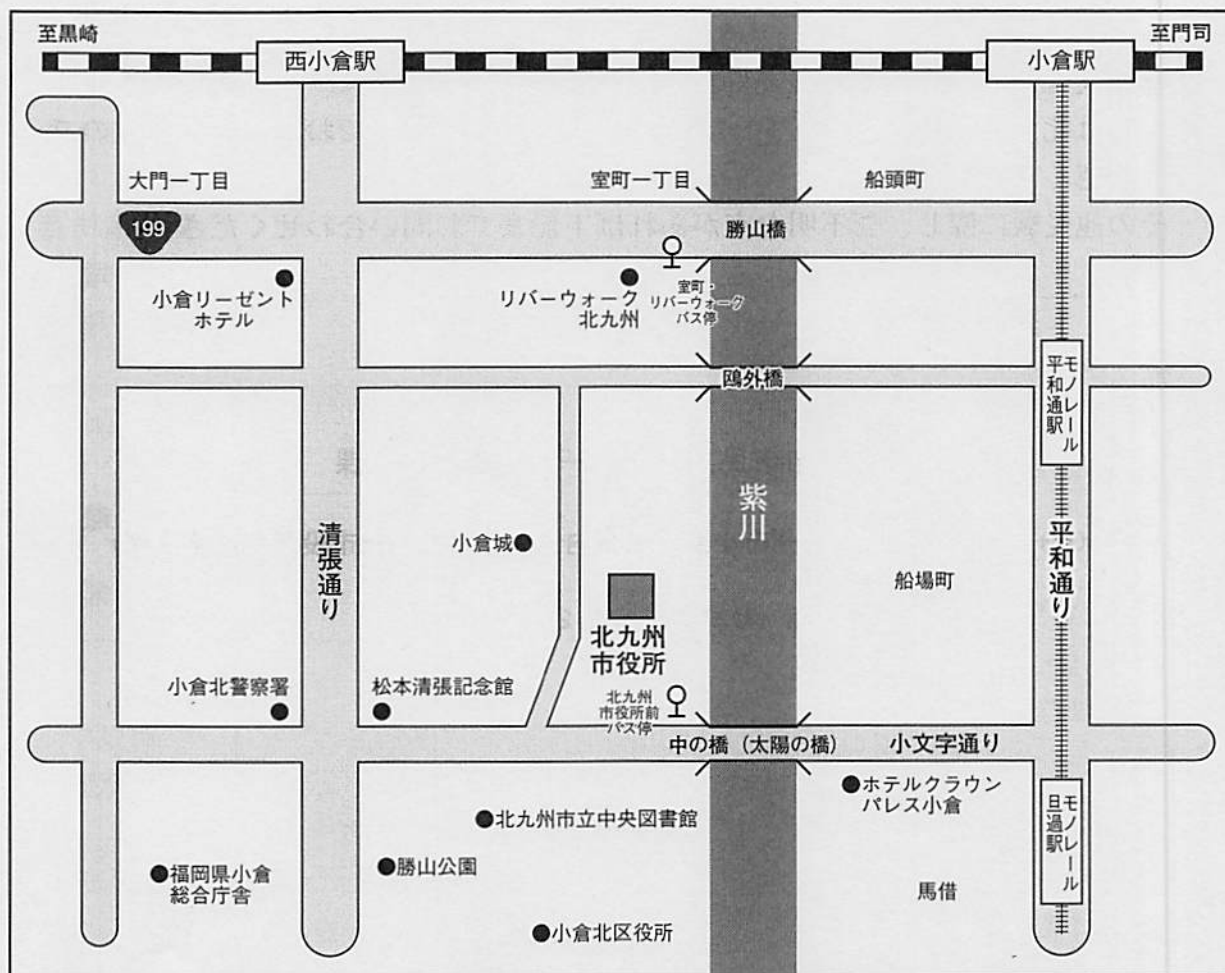 至黒崎
至門司
西小倉駅
小倉駅
大門一丁目
室町一丁目
船頭町
199
勝山橋
小倉リーゼント
ホテル
リバーウォーク
北九州
室町・
リバーウォーク
バス停
鷗外橋
モノレール
平和通駅
紫川
清張通り
小倉城
平和通り
船場町
北九州
市役所
小倉北警察署
松本清張記念館
北九州
市役所前
バス停
中の橋（太陽の橋）
小文字通り
ホテルクラウン
パレス小倉
モノレール
旦過駅
北九州市立中央図書館
福岡県小倉
総合庁舎
勝山公園
馬借
小倉北区役所